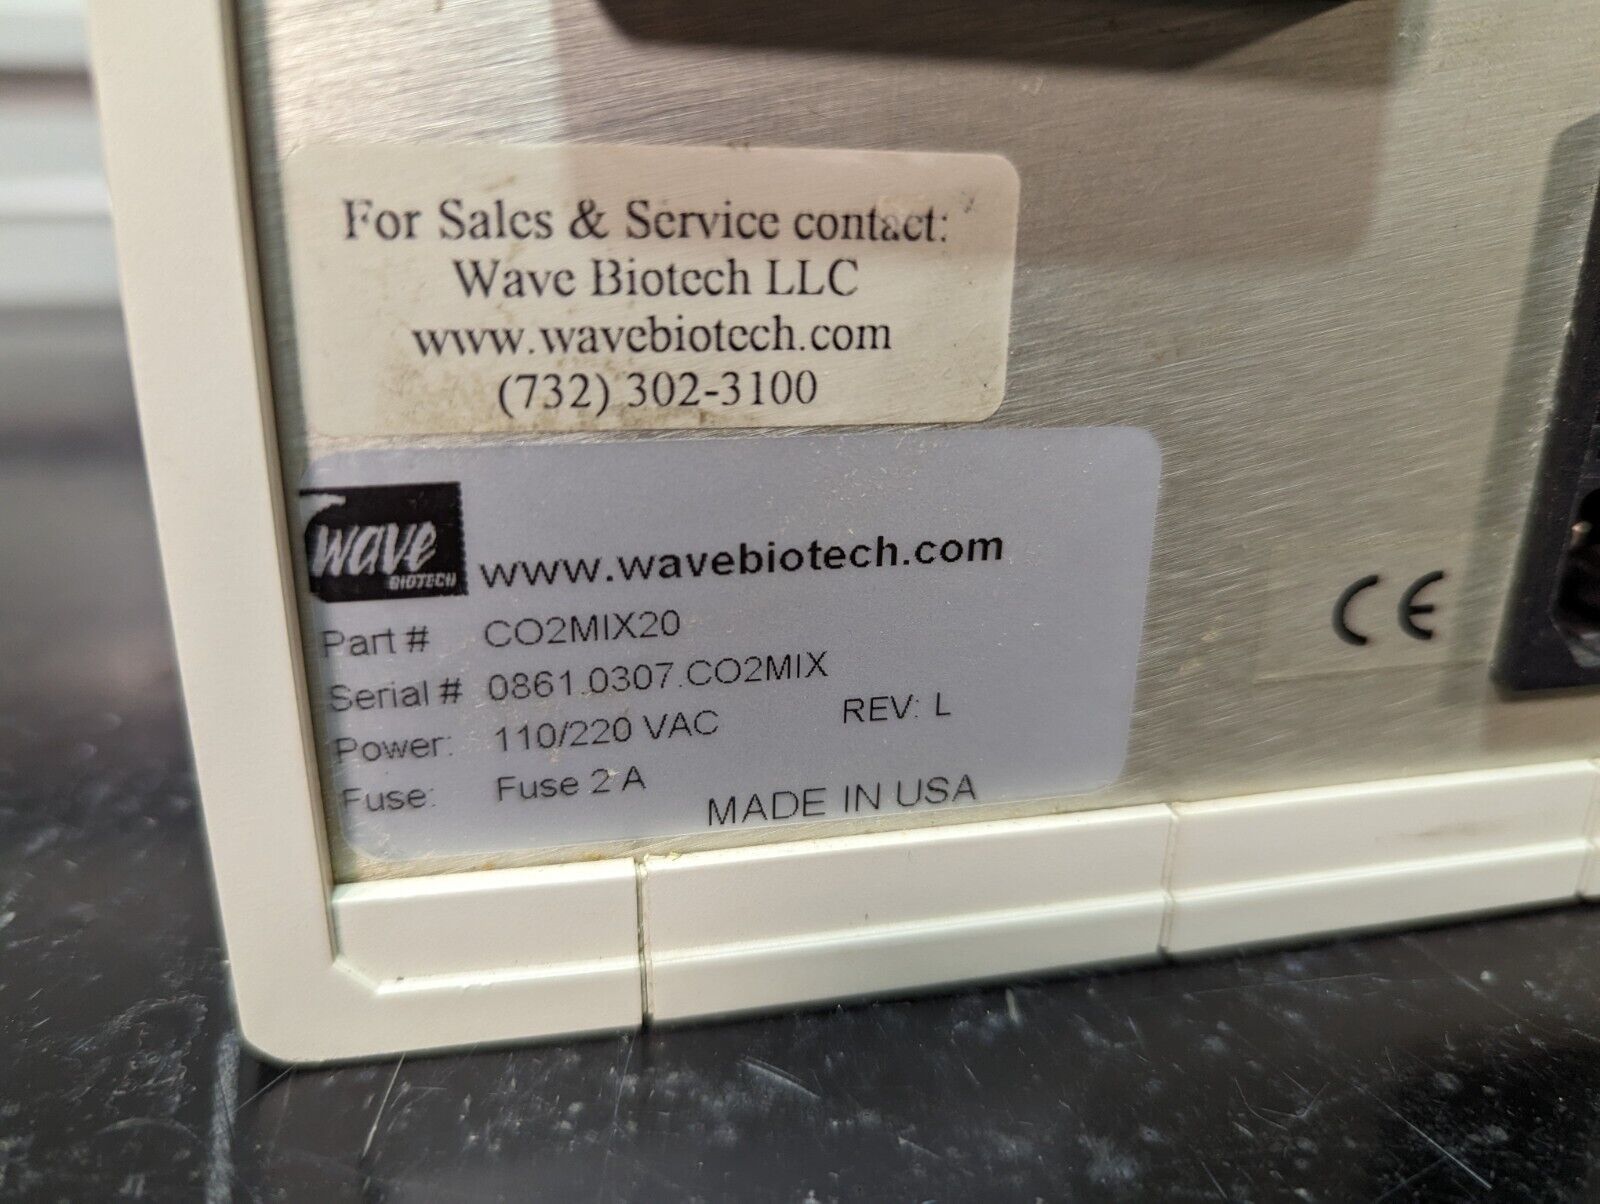 For Sales & Service contact:
Wave Biotech LLC
www.wavebiotech.com
(732) 302-3100
wave
BIOTECH
www.wavebiotech.com
Part # CO2MIX20
Serial # 0861.0307.CO2MIX
Power: 110/220 VAC REV: L
Fuse: Fuse 2 A
MADE IN USA
CE